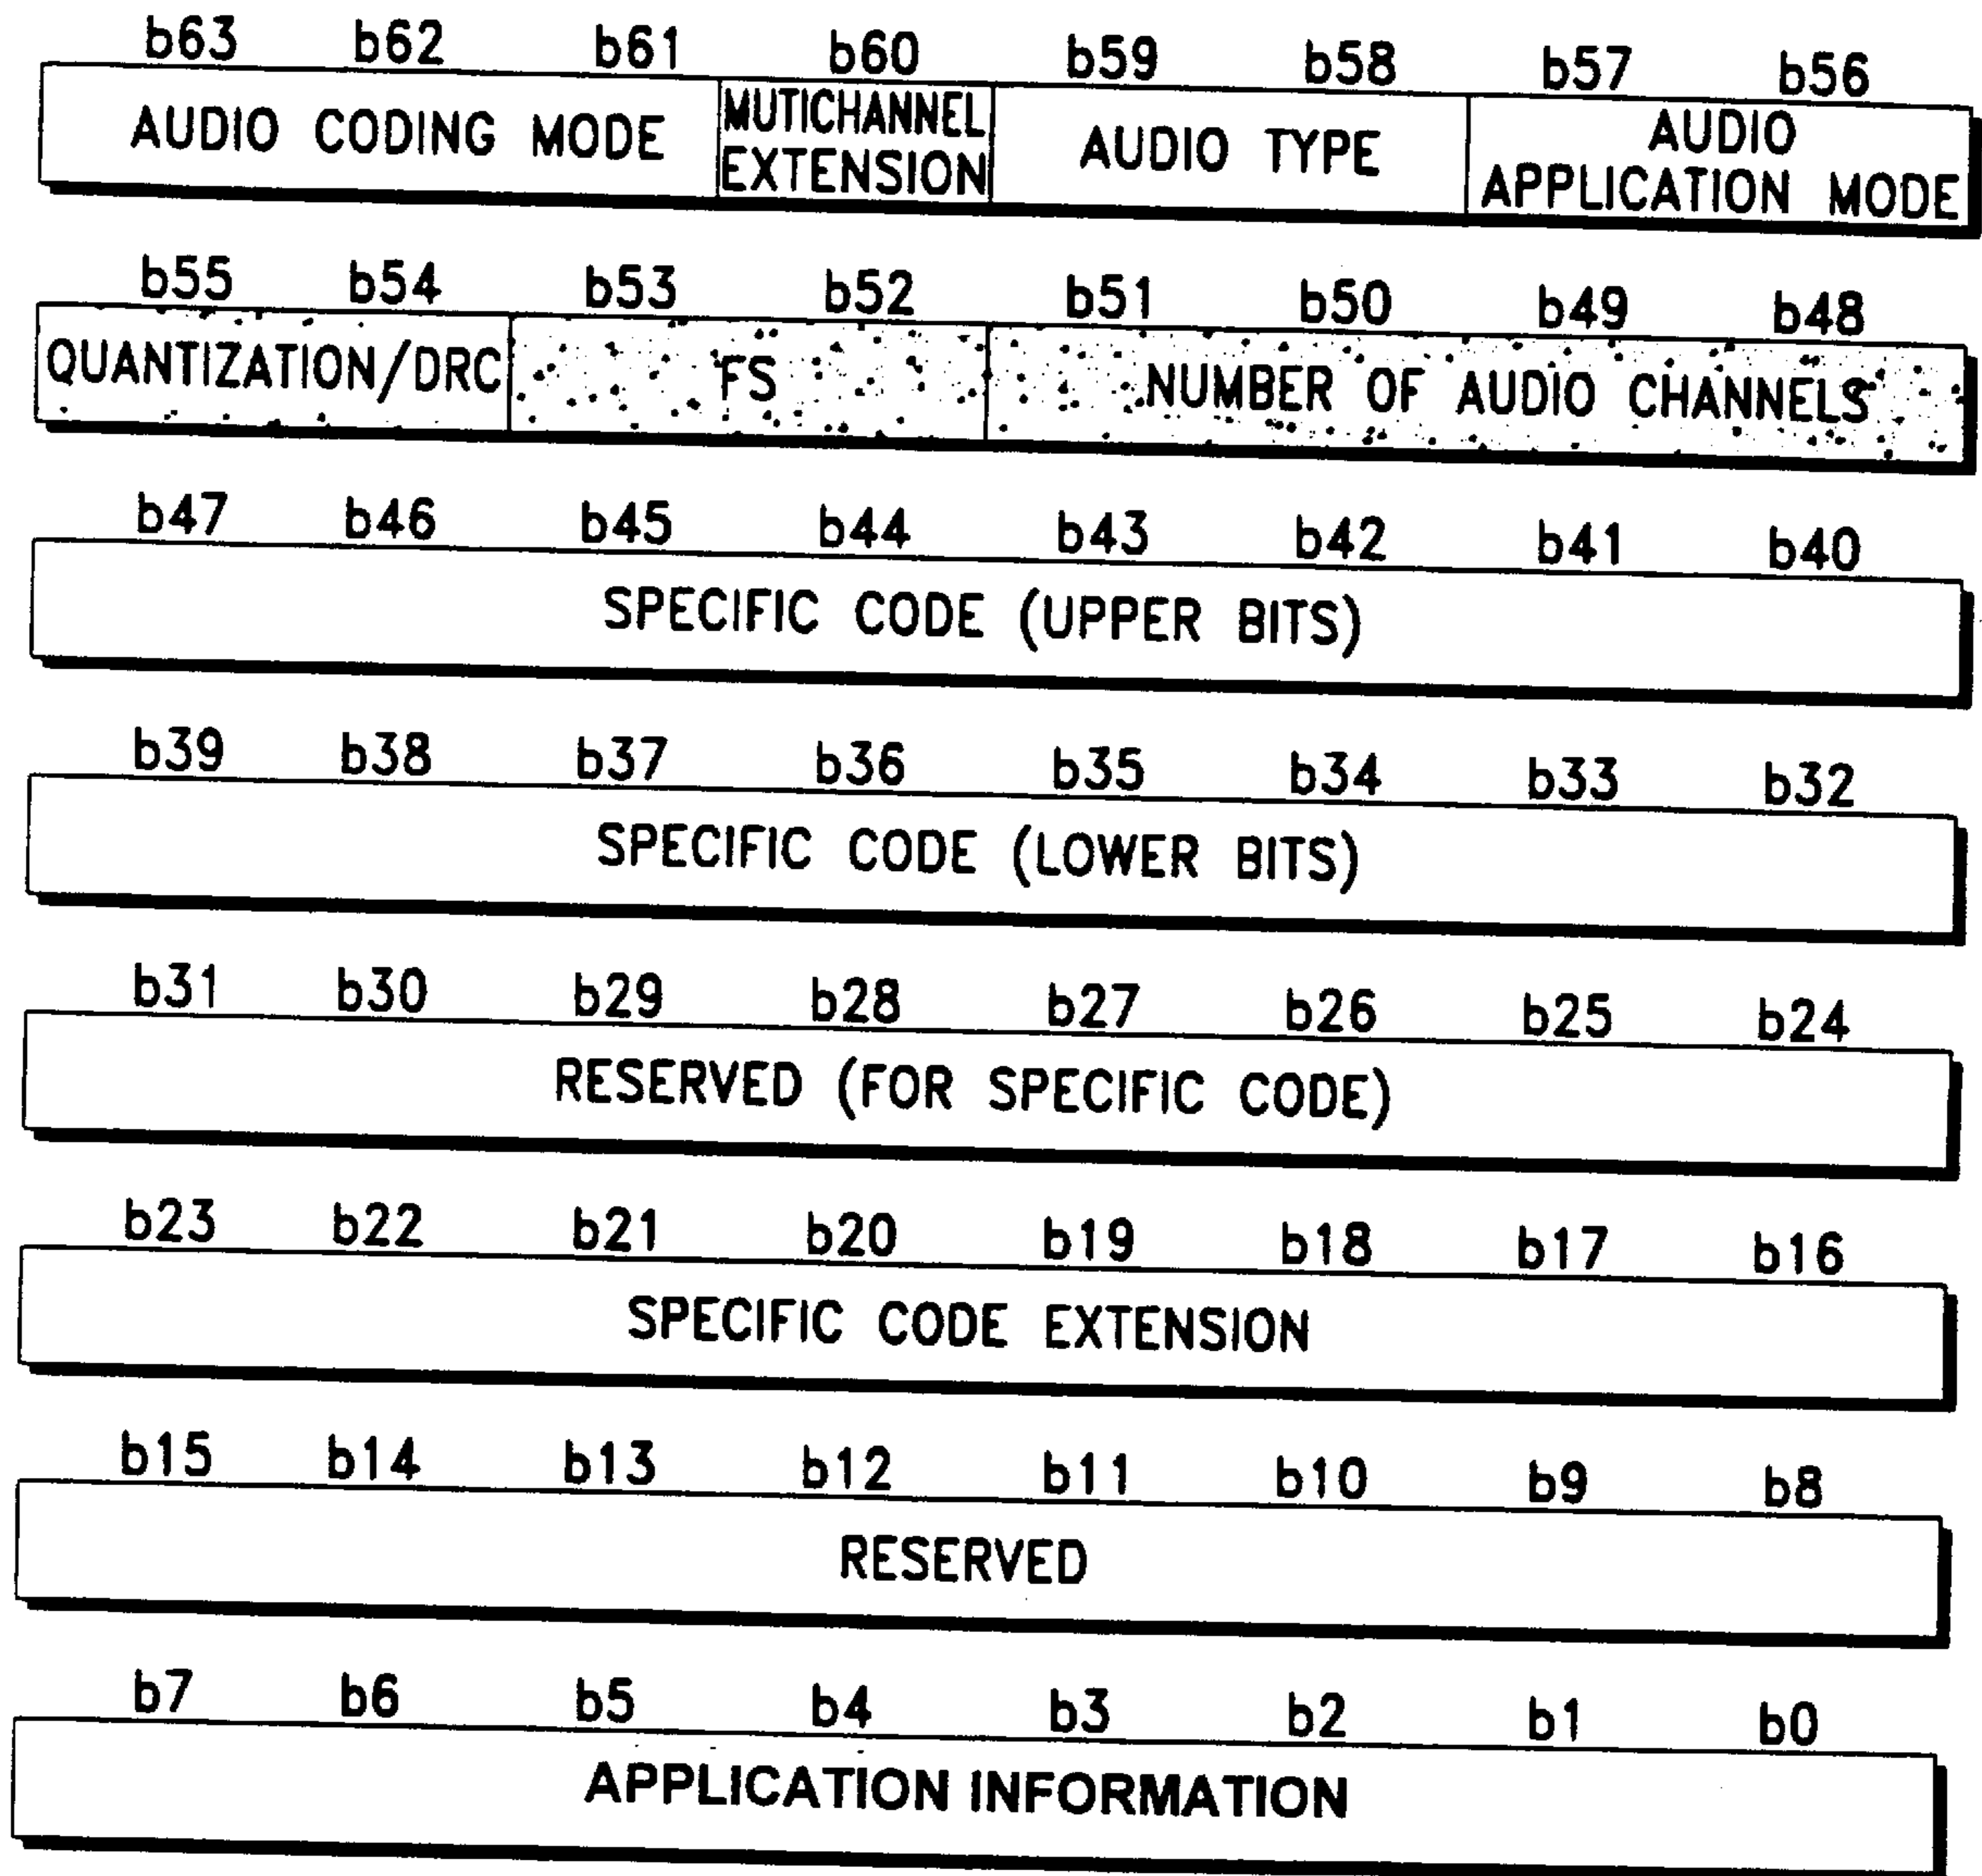 b63 b62 b61 b60 b59 b58 b57 b56
AUDIO CODING MODE
MUTICHANNEL
EXTENSION
AUDIO TYPE
AUDIO
APPLICATION MODE
b55 b54 b53 b52 b51 b50 b49 b48
QUANTIZATION/DRC FS NUMBER OF AUDIO CHANNELS
b47 b46 b45 b44 b43 b42 b41 b40
SPECIFIC CODE (UPPER BITS)
b39 b38 b37 b36 b35 b34 b33 b32
SPECIFIC CODE (LOWER BITS)
b31 b30 b29 b28 b27 b26 b25 b24
RESERVED (FOR SPECIFIC CODE)
b23 b22 b21 b20 b19 b18 b17 b16
SPECIFIC CODE EXTENSION
b15 b14 b13 b12 b11 b10 b9 b8
RESERVED
b7 b6 b5 b4 b3 b2 b1 b0
APPLICATION INFORMATION